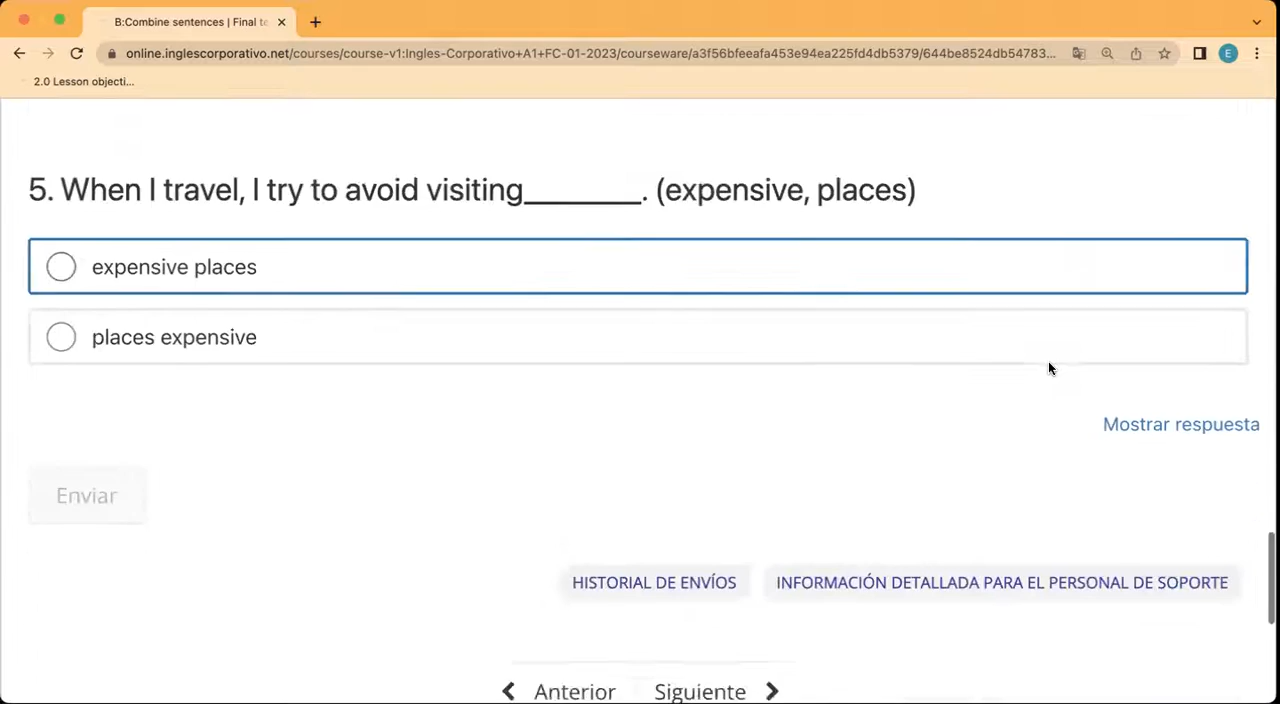 B:Combine sentences | Final te
online.inglescorporativo.net/courses/course-v1:Ingles-Corporativo+A1+FC-01-2023/courseware/a3f56bfeeafa453e94ea225fd4db5379/644be8524db54783...
E
2.0 Lesson objecti...
5. When I travel, I try to avoid visiting________. (expensive, places)
expensive places
places expensive
Mostrar respuesta
Enviar
HISTORIAL DE ENVÍOS INFORMACIÓN DETALLADA PARA EL PERSONAL DE SOPORTE
Anterior Siguiente